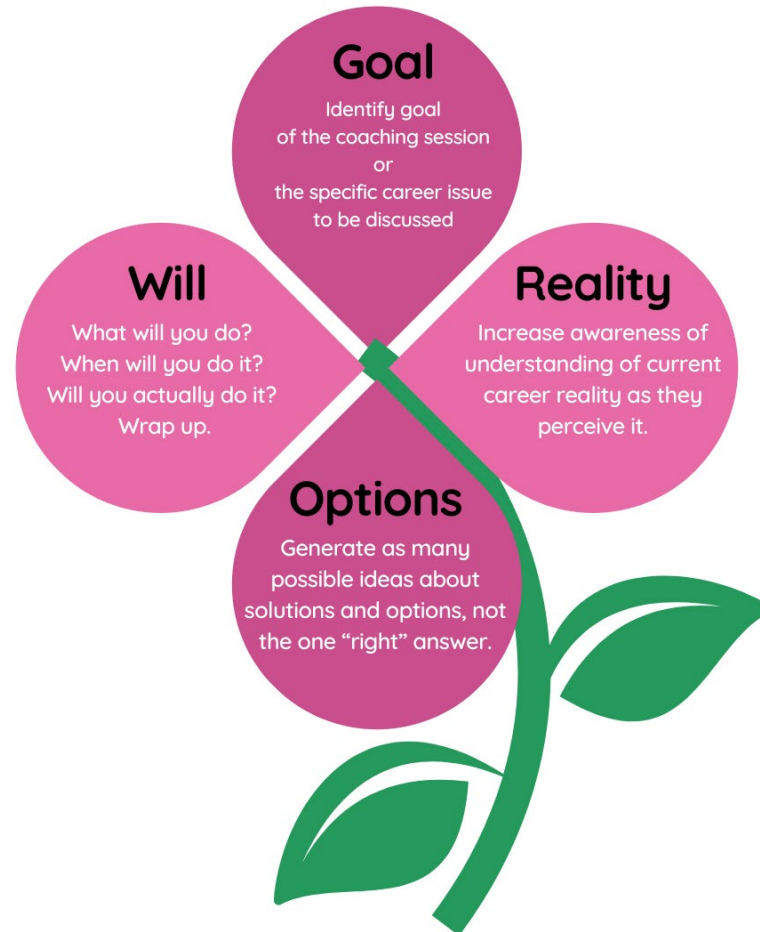 Goal
Identify goal
of the coaching session
or
the specific career issue
to be discussed
Reality
Increase awareness of
understanding of current
career reality as they
perceive it.
Options
Generate as many
possible ideas about
solutions and options, not
the one “right” answer.
Will
What will you do?
When will you do it?
Will you actually do it?
Wrap up.